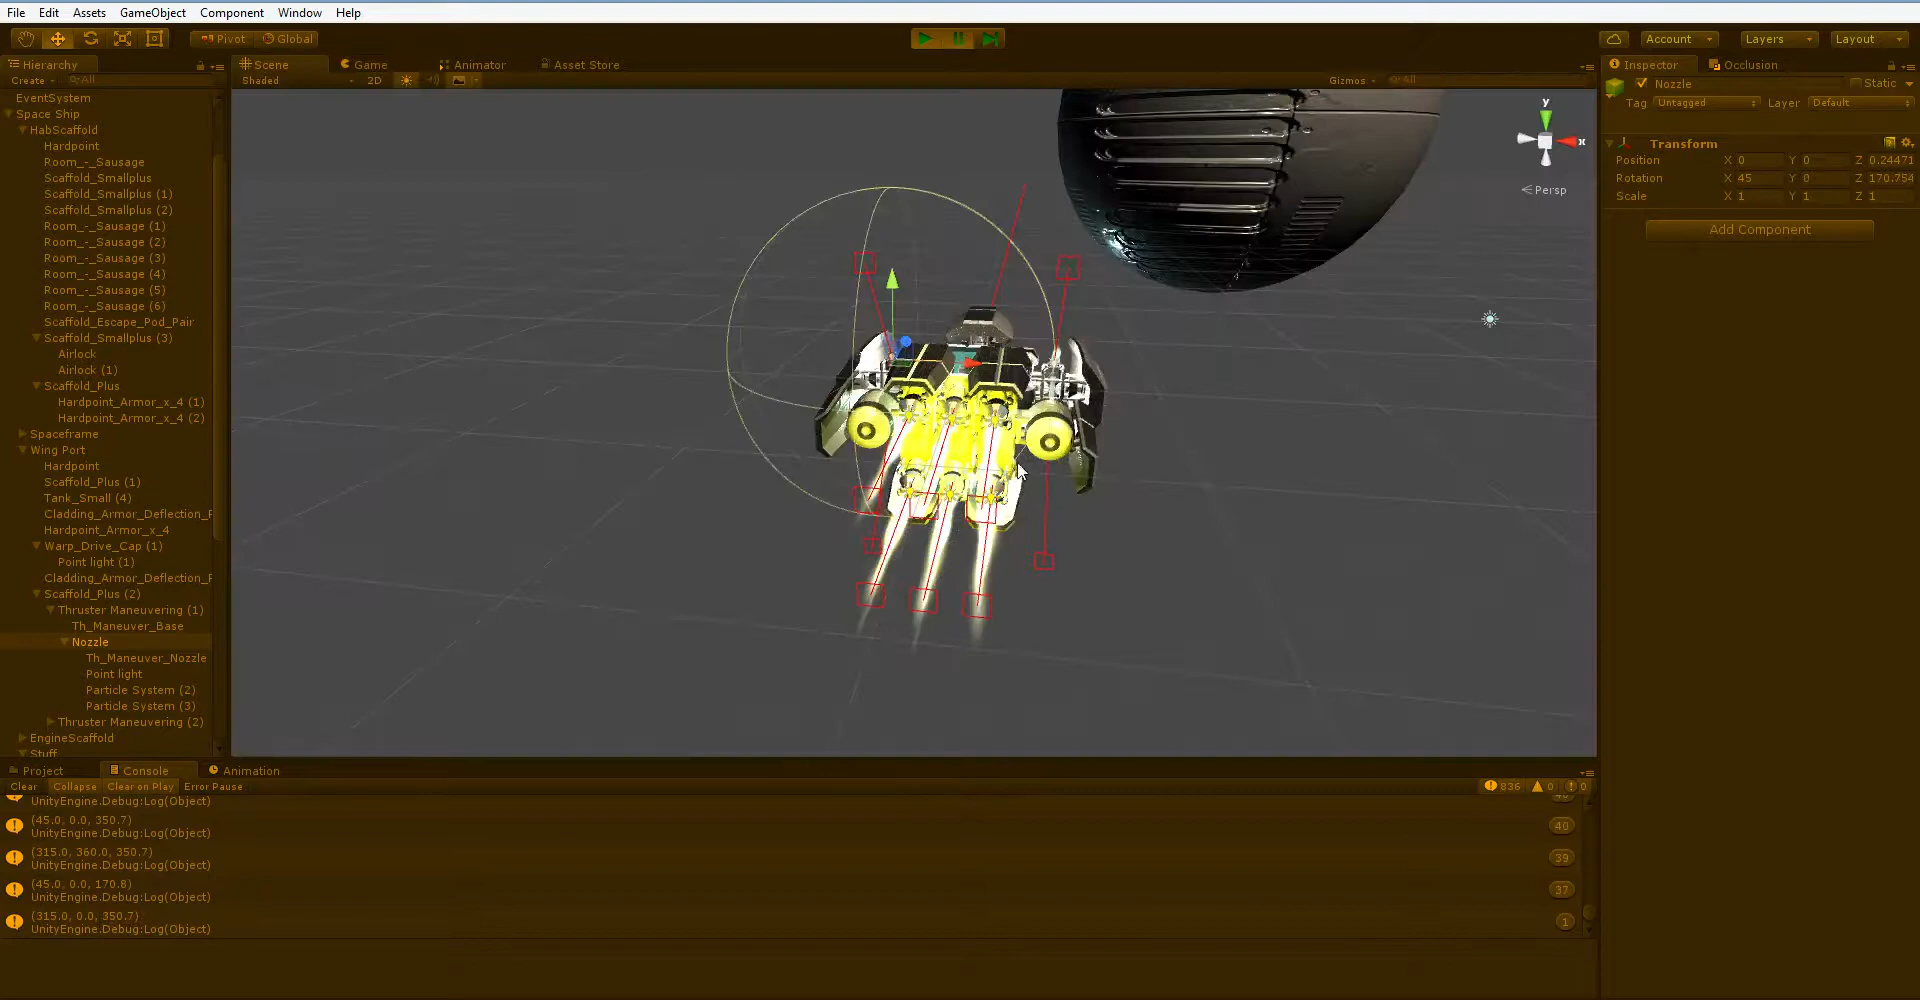 File Edit Assets GameObject Component Window Help
Pivot Global Account Layers Layout
Hierarchy
Create All
EventSystem
Space Ship
HabScaffold
Hardpoint
Room_-_Sausage
Scaffold_Smallplus
Scaffold_Smallplus (1)
Scaffold_Smallplus (2)
Room_-_Sausage (1)
Room_-_Sausage (2)
Room_-_Sausage (3)
Room_-_Sausage (4)
Room_-_Sausage (5)
Room_-_Sausage (6)
Scaffold_Escape_Pod_Pair
Scaffold_Smallplus (3)
Airlock
Airlock (1)
Scaffold_Plus
Hardpoint_Armor_x_4 (1)
Hardpoint_Armor_x_4 (2)
Spaceframe
Wing Port
Hardpoint
Scaffold_Plus (1)
Tank_Small (4)
Cladding_Armor_Deflection_F
Hardpoint_Armor_x_4
Warp_Drive_Cap (1)
Point light (1)
Cladding_Armor_Deflection_F
Scaffold_Plus (2)
Thruster Maneuvering (1)
Th_Maneuver_Base
Nozzle
Th_Maneuver_Nozzle
Point light
Particle System (2)
Particle System (3)
Thruster Maneuvering (2)
EngineScaffold
Stuff
Scene Game Animator Asset Store
Shaded 2D Gizmos All
y
x
Persp
Inspector Occlusion
Nozzle Static
Tag Untagged Layer Default
Transform
Position X 0 Y 0 Z 0.24471
Rotation X 45 Y 0 Z 170.754
Scale X 1 Y 1 Z 1
Add Component
Project Console Animation
Clear Collapse Clear on Play Error Pause 836 0 0
UnityEngine.Debug:Log(Object)
(45.0, 0.0, 350.7)
UnityEngine.Debug:Log(Object) 40
(315.0, 360.0, 350.7)
UnityEngine.Debug:Log(Object) 39
(45.0, 0.0, 170.8)
UnityEngine.Debug:Log(Object) 37
(315.0, 0.0, 350.7)
UnityEngine.Debug:Log(Object) 1